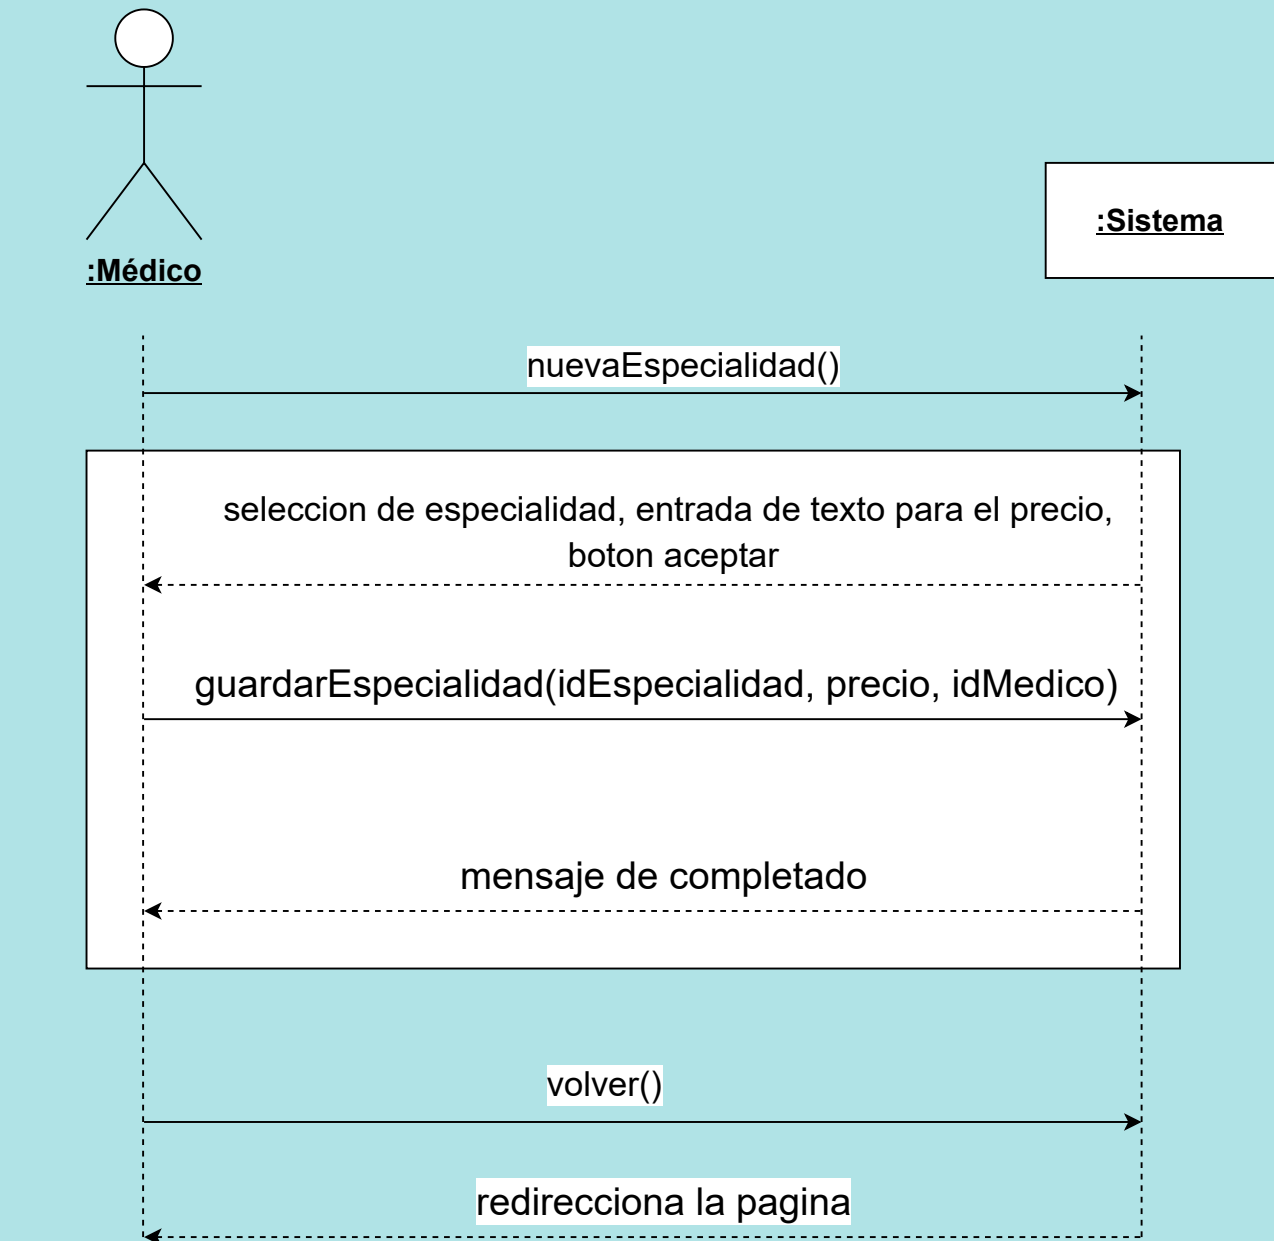 :Médico
:Sistema
nuevaEspecialidad()
seleccion de especialidad, entrada de texto para el precio,
boton aceptar
guardarEspecialidad(idEspecialidad, precio, idMedico)
mensaje de completado
volver()
redirecciona la pagina